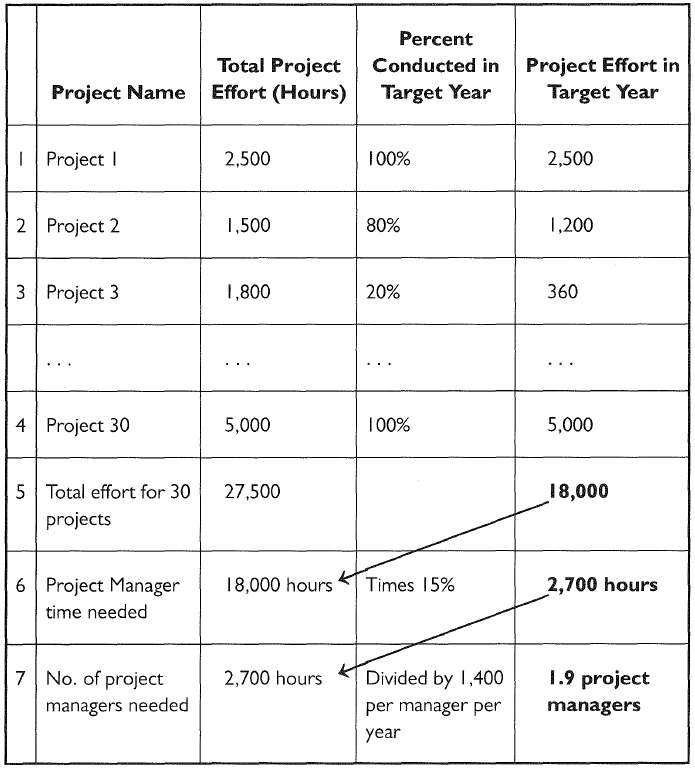 Project Name
Total Project
Effort (Hours)
Percent
Conducted in
Target Year
Project Effort in
Target Year
1 Project 1 2,500 100% 2,500
2 Project 2 1,500 80% 1,200
3 Project 3 1,800 20% 360
... ... ... ...
4 Project 30 5,000 100% 5,000
5 Total effort for 30
projects
27,500
18,000
6 Project Manager
time needed
18,000 hours
Times 15%
2,700 hours
7 No. of project
managers needed
2,700 hours
Divided by 1,400
per manager per
year
1.9 project
managers